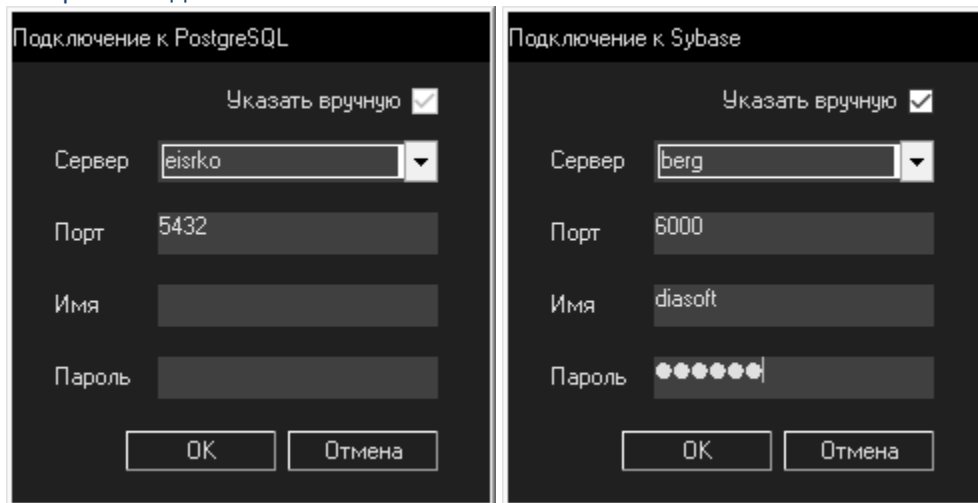 Подключение к PostgreSQL
Указать вручную
Сервер eisrko
Порт 5432
Имя
Пароль
OK Отмена
Подключение к Sybase
Указать вручную
Сервер berg
Порт 6000
Имя diasoft
Пароль ●●●●●●
OK Отмена